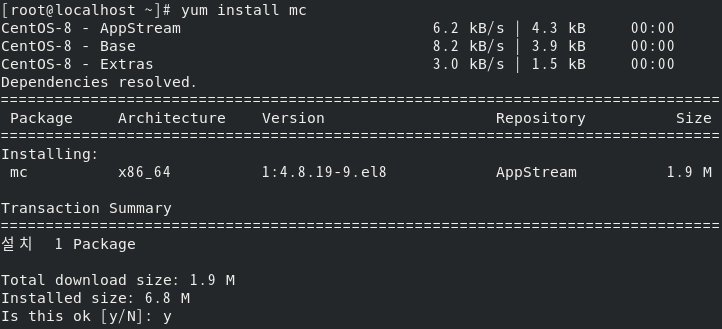 [root@localhost ~]# yum install mc
CentOS-8 - AppStream                            6.2 kB/s | 4.3 kB     00:00
CentOS-8 - Base                                 8.2 kB/s | 3.9 kB     00:00
CentOS-8 - Extras                               3.0 kB/s | 1.5 kB     00:00
Dependencies resolved.
================================================================================
 Package     Architecture    Version                   Repository          Size
================================================================================
Installing:
 mc          x86_64          1:4.8.19-9.el8            AppStream          1.9 M
Transaction Summary
================================================================================
설치  1 Package
Total download size: 1.9 M
Installed size: 6.8 M
Is this ok [y/N]: y